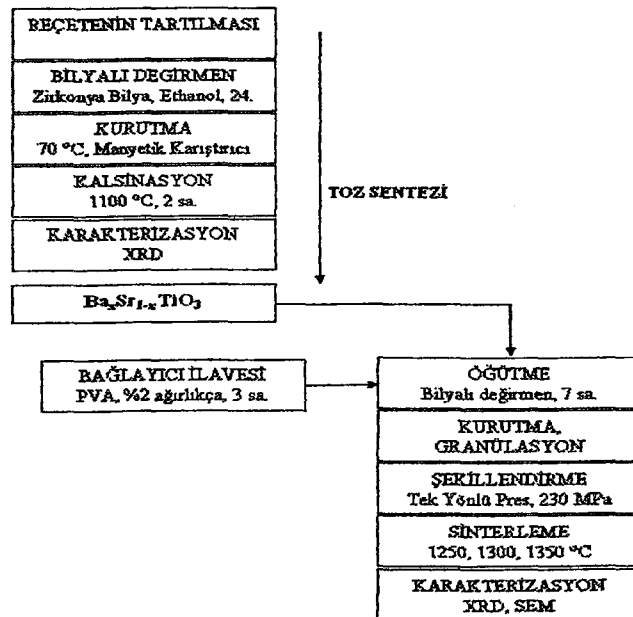 REÇETENİN TARTILMASI
BİLYALI DEGİRMEN
Zirkonya Bilya, Ethanol, 24.
KURUTMA
70 °C, Manyetik Karıştırıcı
KALSİNASYON
1100 °C, 2 sa.
KARAKTERİZASYON
XRD
TOZ SENTEZİ
BaₓSr₁₋ₓTiO₃
BAĞLAYICI İLAVESİ
PVA, %2 ağırlıkça, 3 sa.
ÖĞÜTME
Bilyalı değirmen, 7 sa.
KURUTMA,
GRANÜLASYON
ŞEKİLLENDİRME
Tek Yönlü Pres, 230 MPa
SİNTERLEME
1250, 1300, 1350 °C
KARAKTERİZASYON
XRD, SEM